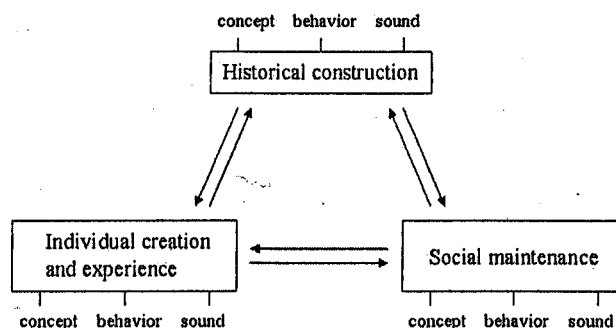 concept behavior sound
Historical construction
Individual creation
and experience
Social maintenance
concept behavior sound
concept behavior sound